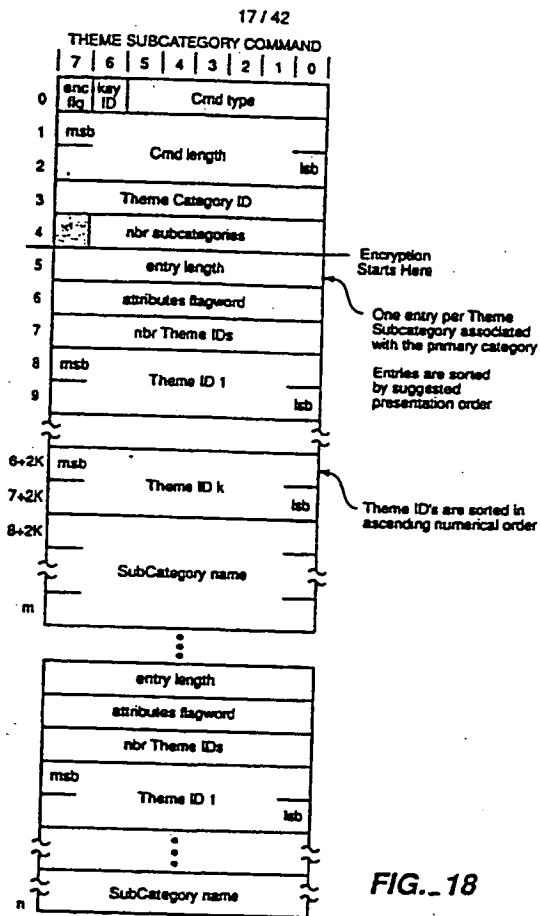 17 / 42
THEME SUBCATEGORY COMMAND
7 6 5 4 3 2 1 0
0 enc flg key ID Cmd type
1 msb
Cmd length
2 lsb
3 Theme Category ID
4 nbr subcategories
Encryption
Starts Here
5 entry length
6 attributes flagword
One entry per Theme
Subcategory associated
with the primary category
7 nbr Theme IDs
8 msb
Theme ID 1
Entries are sorted
by suggested
presentation order
9 lsb
6+2K msb
Theme ID k
7+2K lsb
Theme ID's are sorted in
ascending numerical order
8+2K
SubCategory name
m
entry length
attributes flagword
nbr Theme IDs
msb
Theme ID 1
lsb
SubCategory name
n
FIG._18